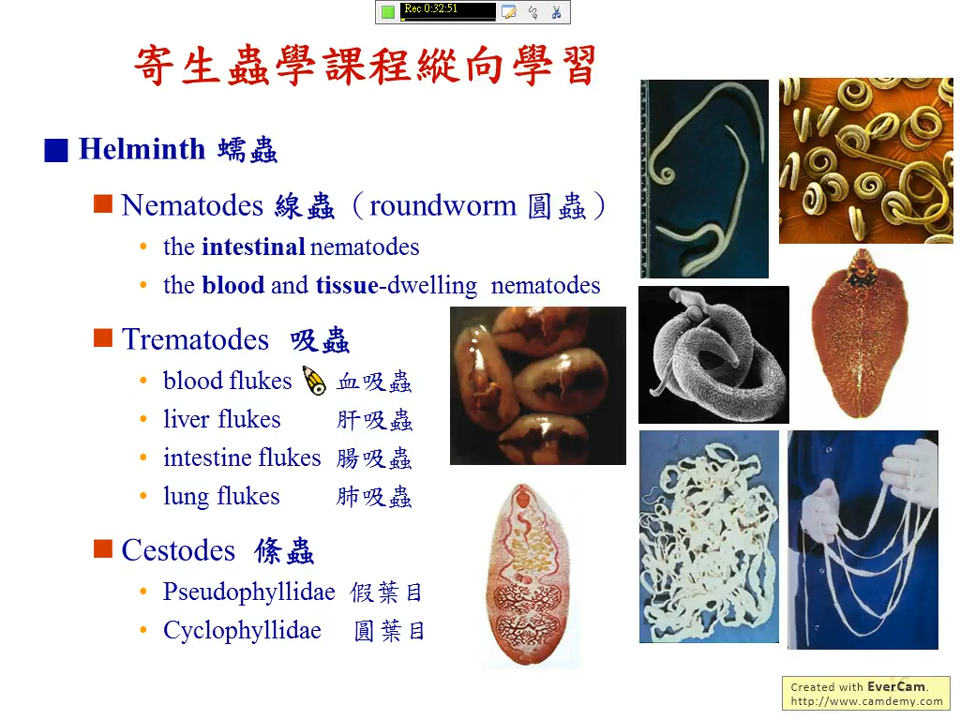 Rec 0:32:51
寄生蟲學課程縱向學習
Helminth 蠕蟲
Nematodes 線蟲（roundworm 圓蟲）
the intestinal nematodes
the blood and tissue-dwelling nematodes
Trematodes 吸蟲
blood flukes 血吸蟲
liver flukes 肝吸蟲
intestine flukes 腸吸蟲
lung flukes 肺吸蟲
Cestodes 絛蟲
Pseudophyllidae 假葉目
Cyclophyllidae 圓葉目
Created with EverCam.
http://www.camdemy.com